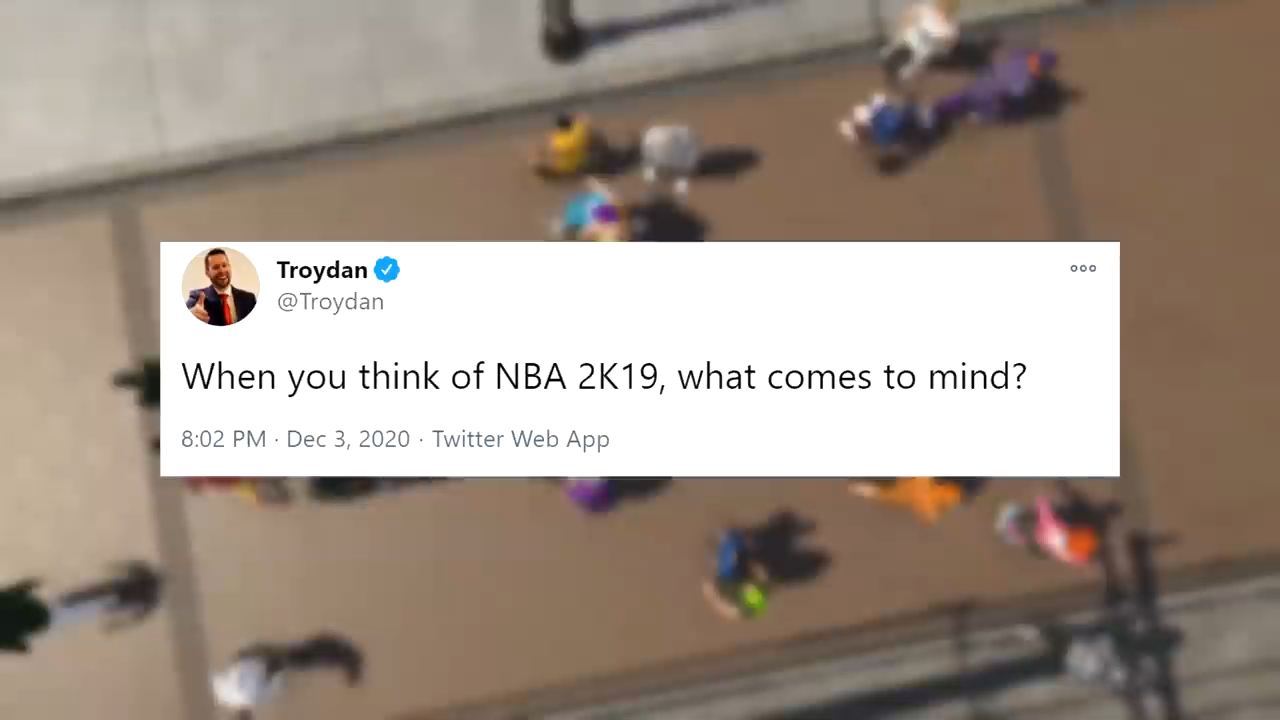 Troydan
@Troydan
When you think of NBA 2K19, what comes to mind?
8:02 PM · Dec 3, 2020 · Twitter Web App